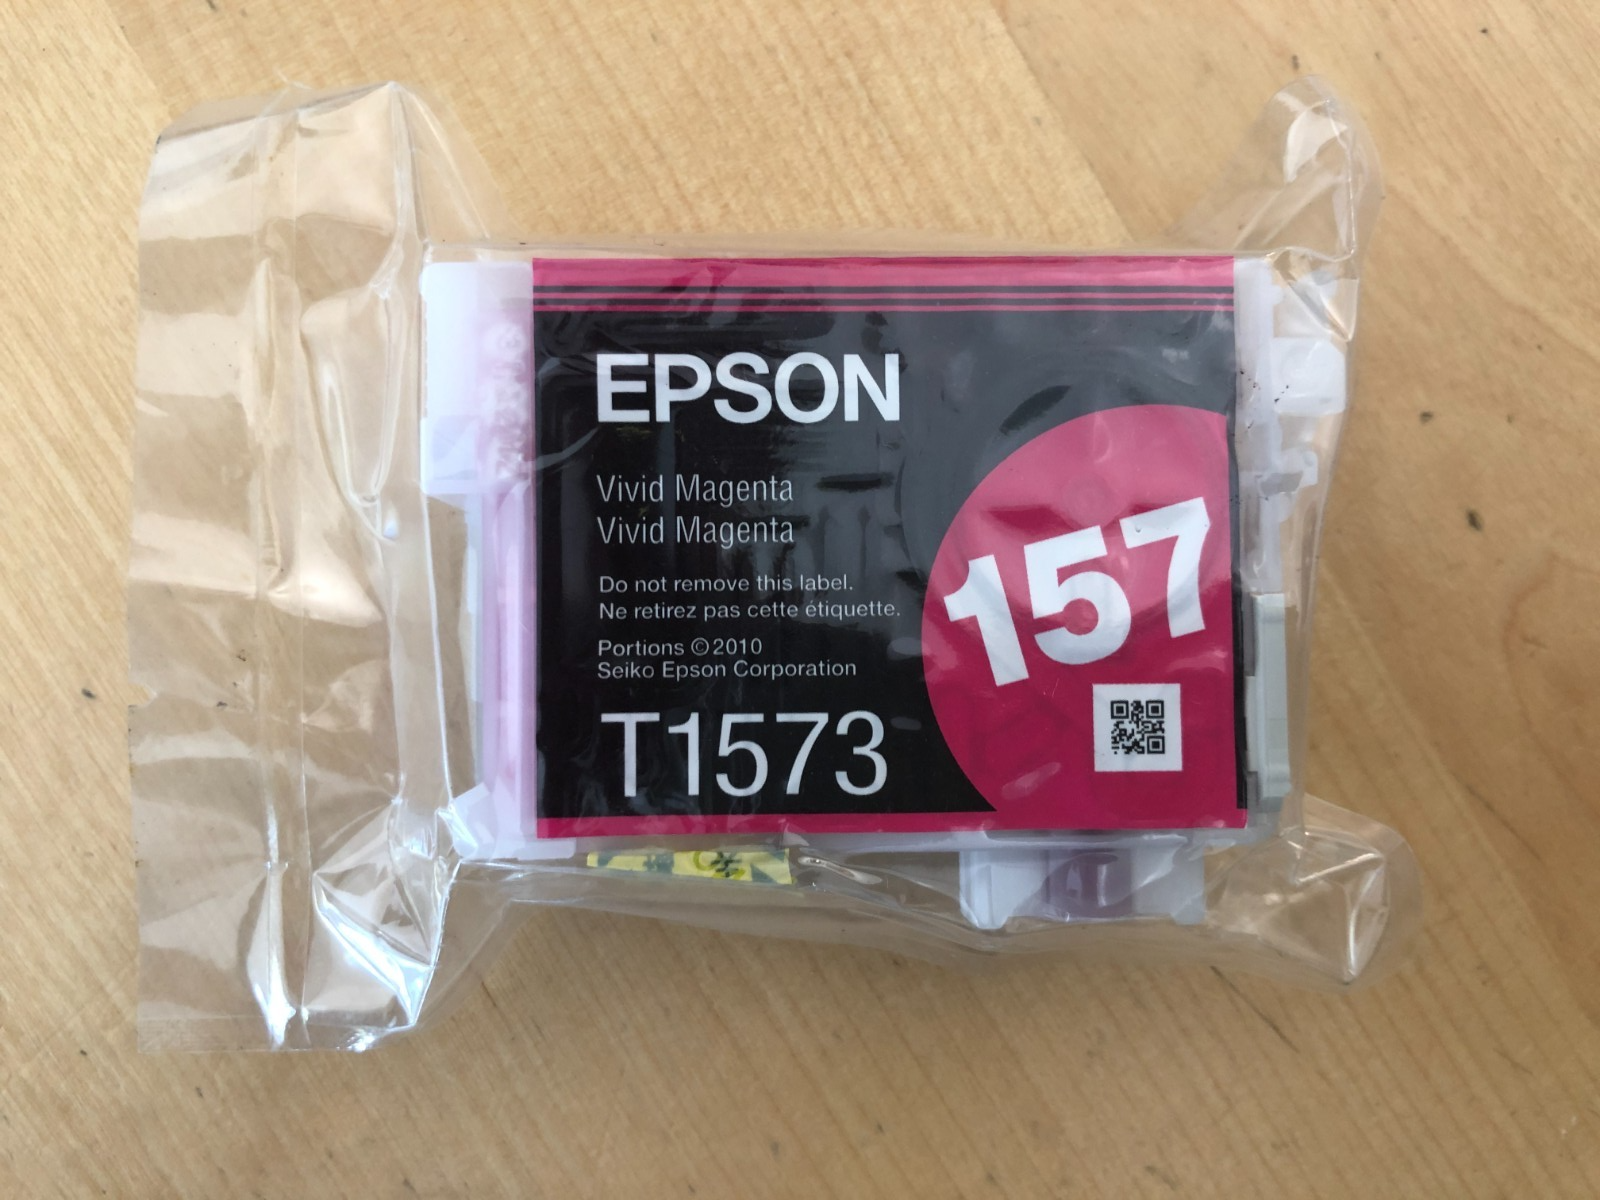 EPSON
Vivid Magenta
Vivid Magenta
Do not remove this label.
Ne retirez pas cette étiquette.
Portions ©2010
Seiko Epson Corporation
T1573
157